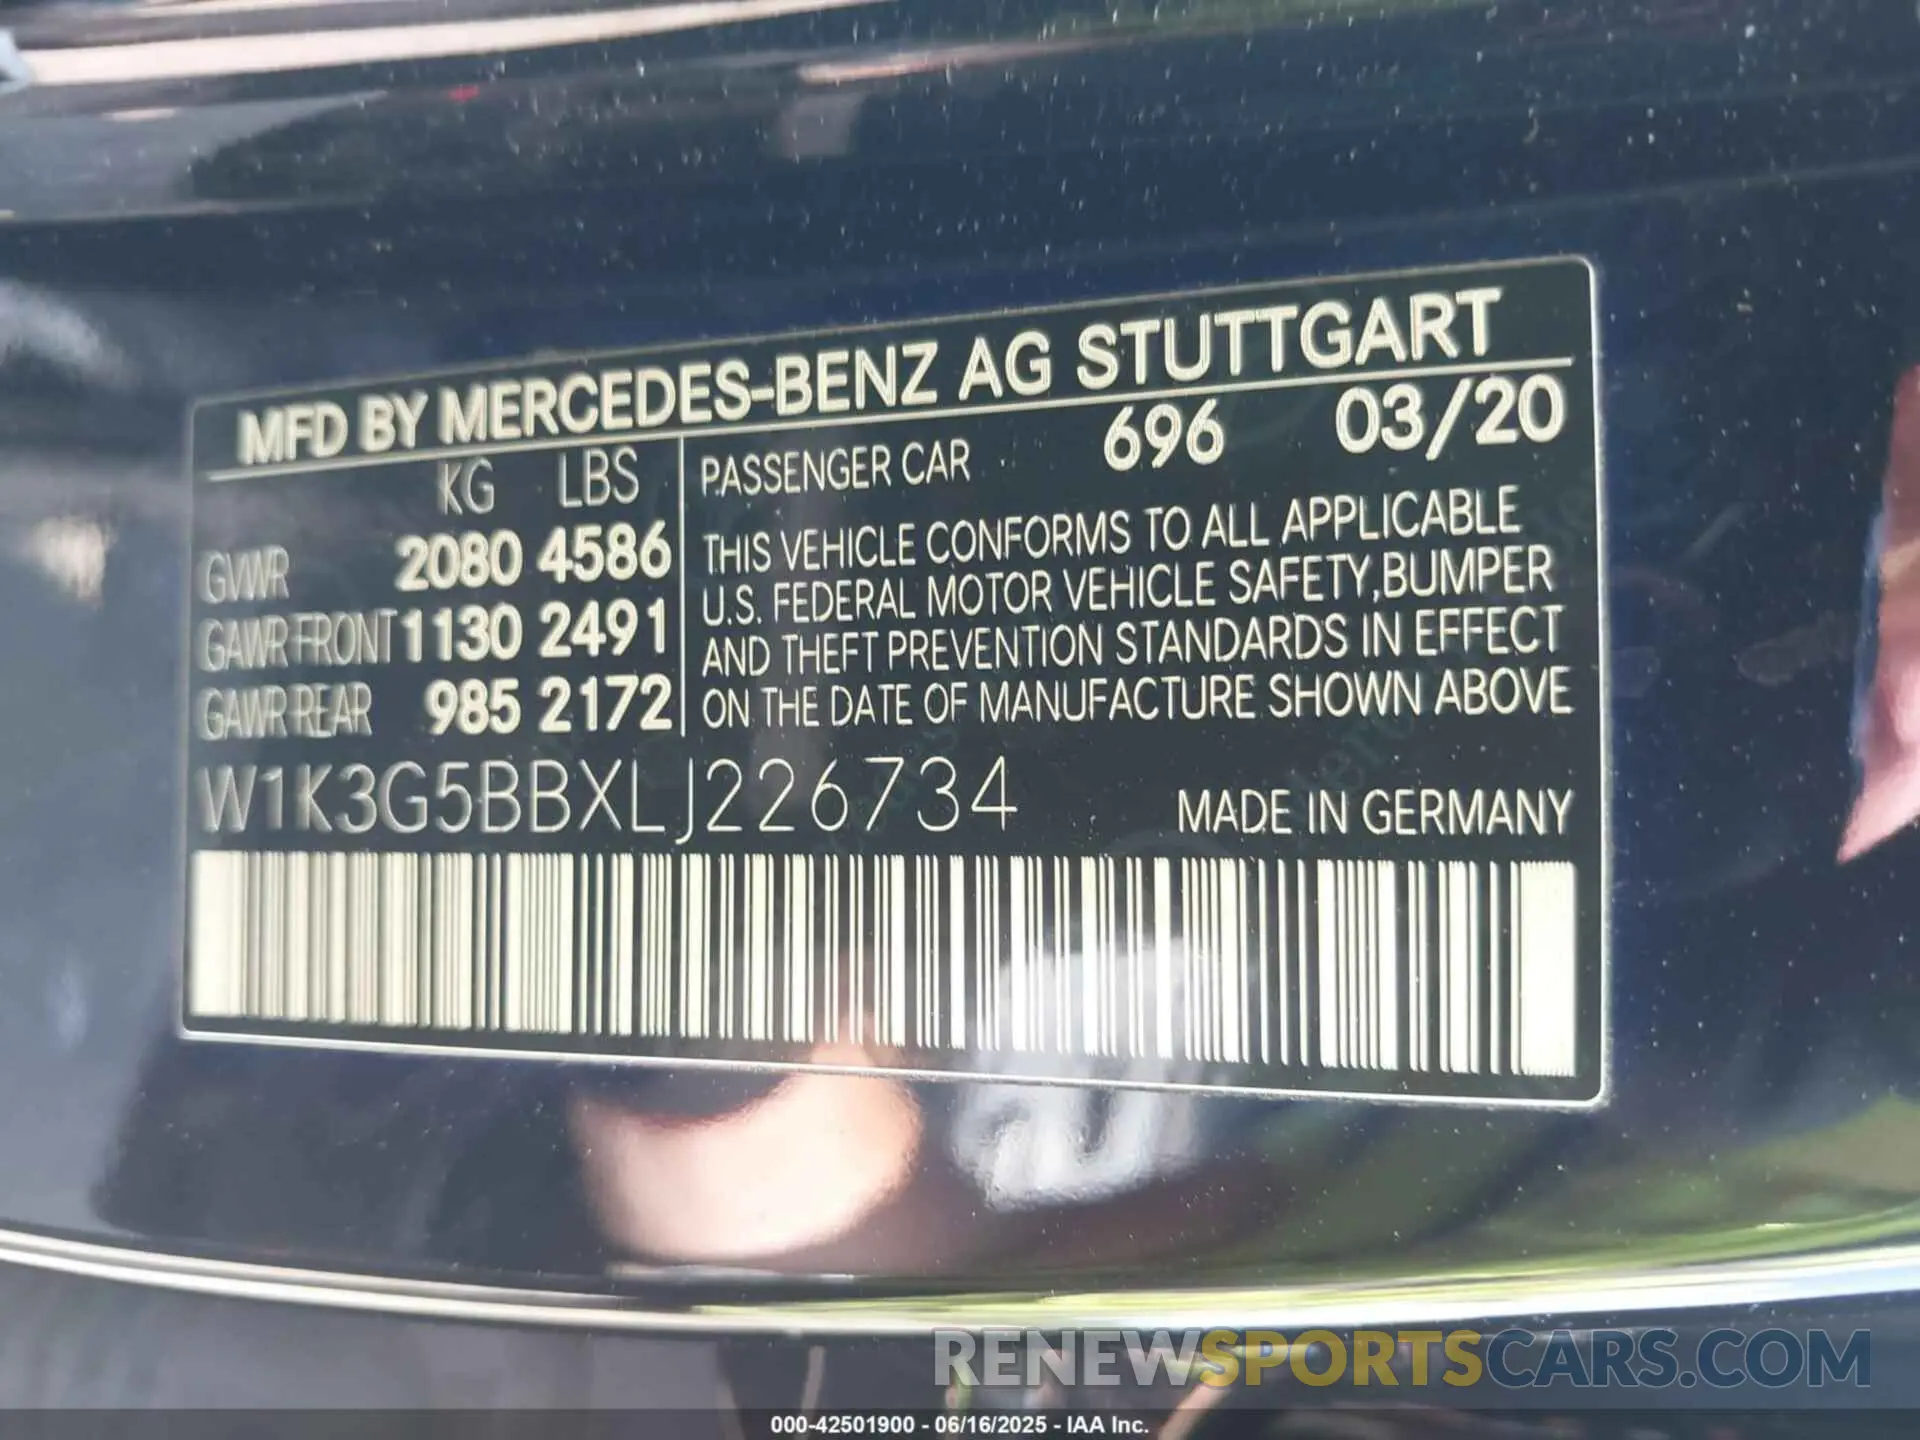 MFD BY MERCEDES-BENZ AG STUTTGART
KG LBS
GVWR 2080 4586
GAWR FRONT 1130 2491
GAWR REAR 985 2172
PASSENGER CAR 696 03/20
THIS VEHICLE CONFORMS TO ALL APPLICABLE
U.S. FEDERAL MOTOR VEHICLE SAFETY,BUMPER
AND THEFT PREVENTION STANDARDS IN EFFECT
ON THE DATE OF MANUFACTURE SHOWN ABOVE
W1K3G5BBXLJ226734
MADE IN GERMANY
RENEWSPORTSCARS.COM
000-42501900 - 06/16/2025 - IAA Inc.